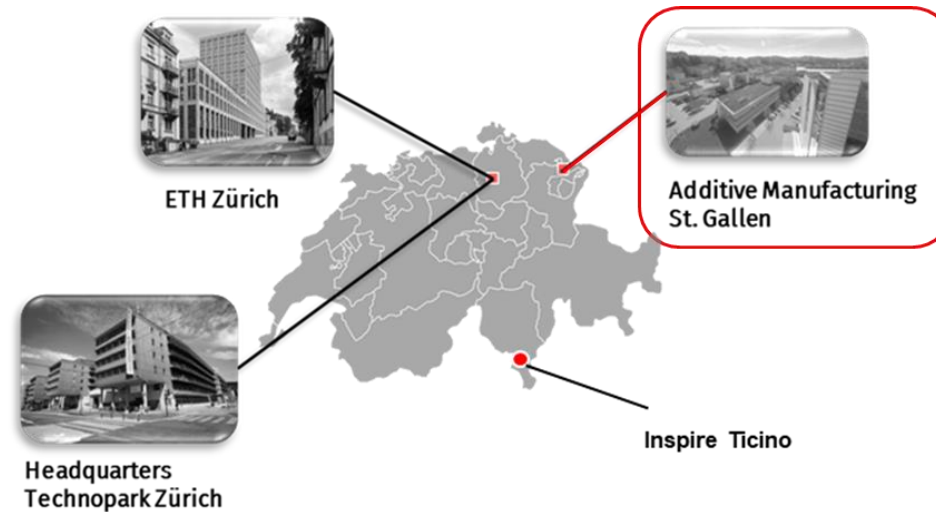 ETH Zürich
Additive Manufacturing
St. Gallen
Inspire Ticino
Headquarters
Technopark Zürich